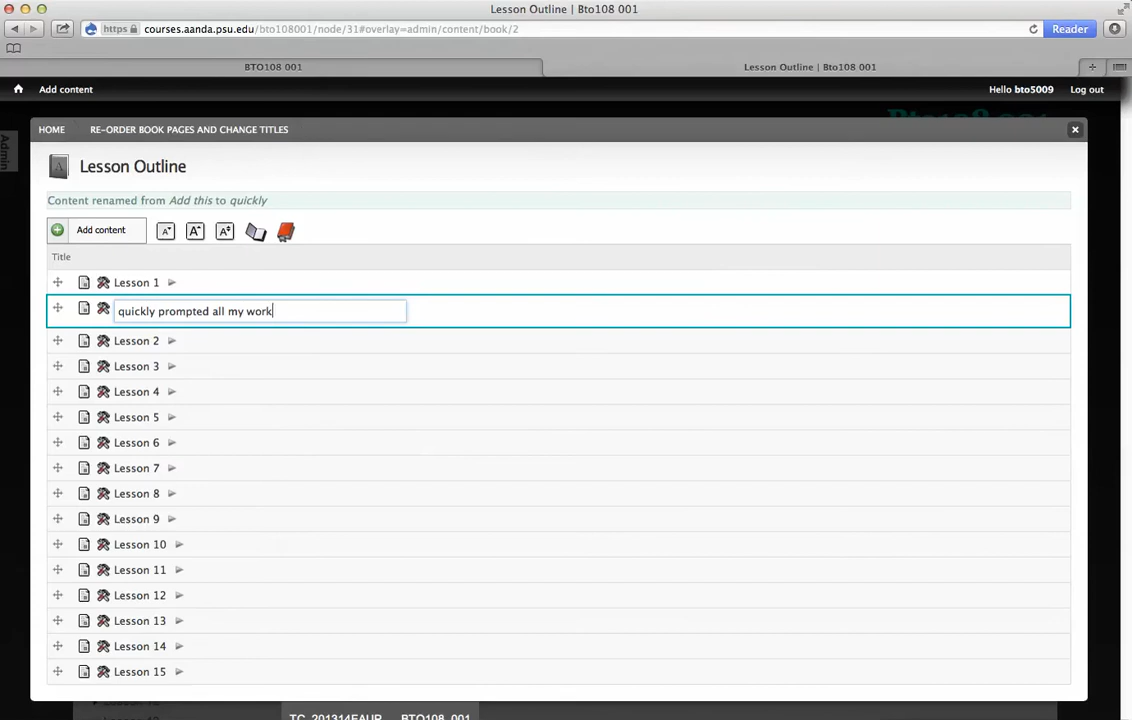 Lesson Outline | Bto108 001
https courses.aanda.psu.edu/bto108001/node/31#overlay=admin/content/book/2
Reader
BTO108 001
Lesson Outline | Bto108 001
Add content
Hello bto5009
Log out
Bto108 001
Admin
HOME
RE-ORDER BOOK PAGES AND CHANGE TITLES
Lesson Outline
Content renamed from Add this to quickly
Add content
Title
Lesson 1
quickly prompted all my work
Lesson 2
Lesson 3
Lesson 4
Lesson 5
Lesson 6
Lesson 7
Lesson 8
Lesson 9
Lesson 10
Lesson 11
Lesson 12
Lesson 13
Lesson 14
Lesson 15